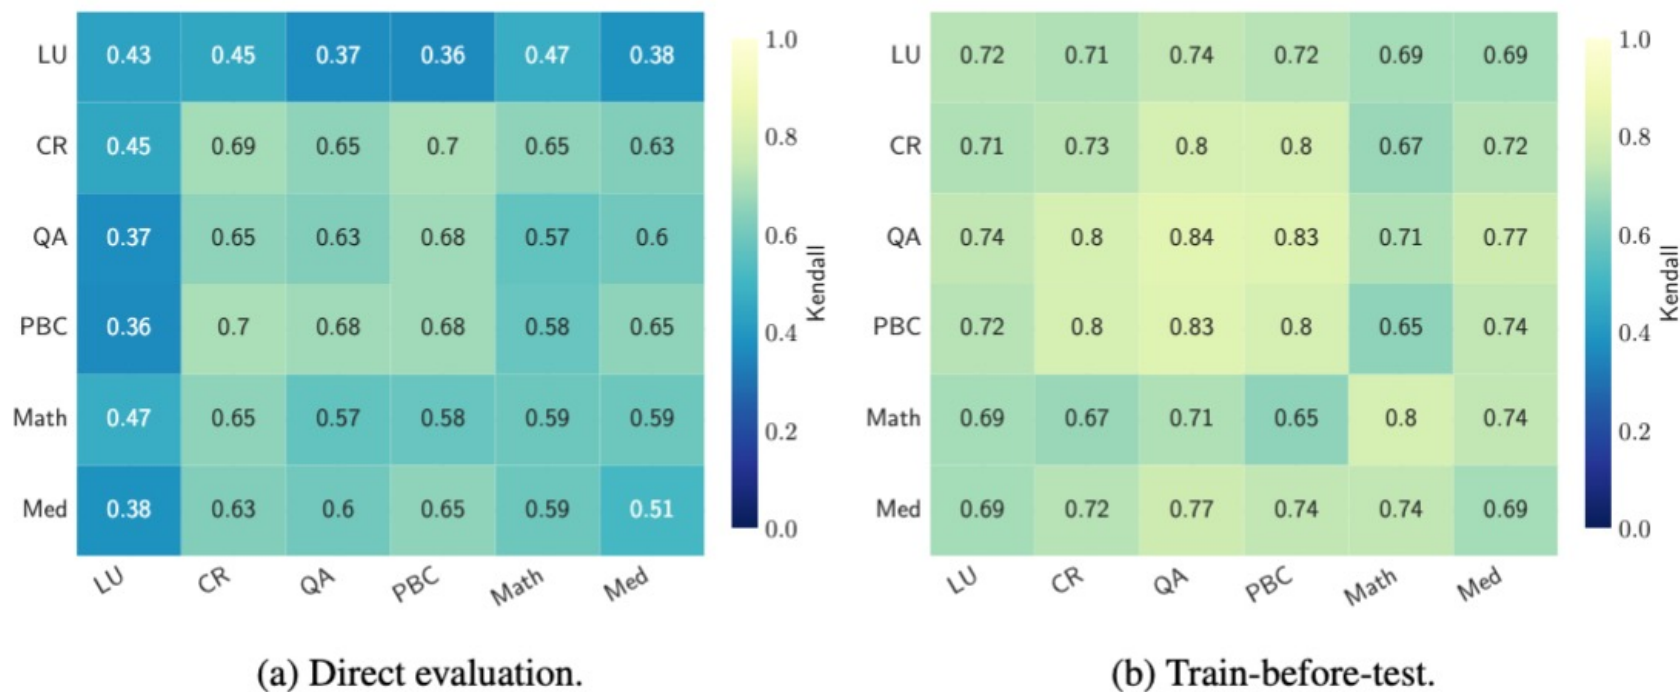 LU 0.43 0.45 0.37 0.36 0.47 0.38
CR 0.45 0.69 0.65 0.7 0.65 0.63
QA 0.37 0.65 0.63 0.68 0.57 0.6
PBC 0.36 0.7 0.68 0.68 0.58 0.65
Math 0.47 0.65 0.57 0.58 0.59 0.59
Med 0.38 0.63 0.6 0.65 0.59 0.51
LU CR QA PBC Math Med
1.0
0.8
0.6
0.4
0.2
0.0
Kendall
(a) Direct evaluation.
LU 0.72 0.71 0.74 0.72 0.69 0.69
CR 0.71 0.73 0.8 0.8 0.67 0.72
QA 0.74 0.8 0.84 0.83 0.71 0.77
PBC 0.72 0.8 0.83 0.8 0.65 0.74
Math 0.69 0.67 0.71 0.65 0.8 0.74
Med 0.69 0.72 0.77 0.74 0.74 0.69
LU CR QA PBC Math Med
1.0
0.8
0.6
0.4
0.2
0.0
Kendall
(b) Train-before-test.